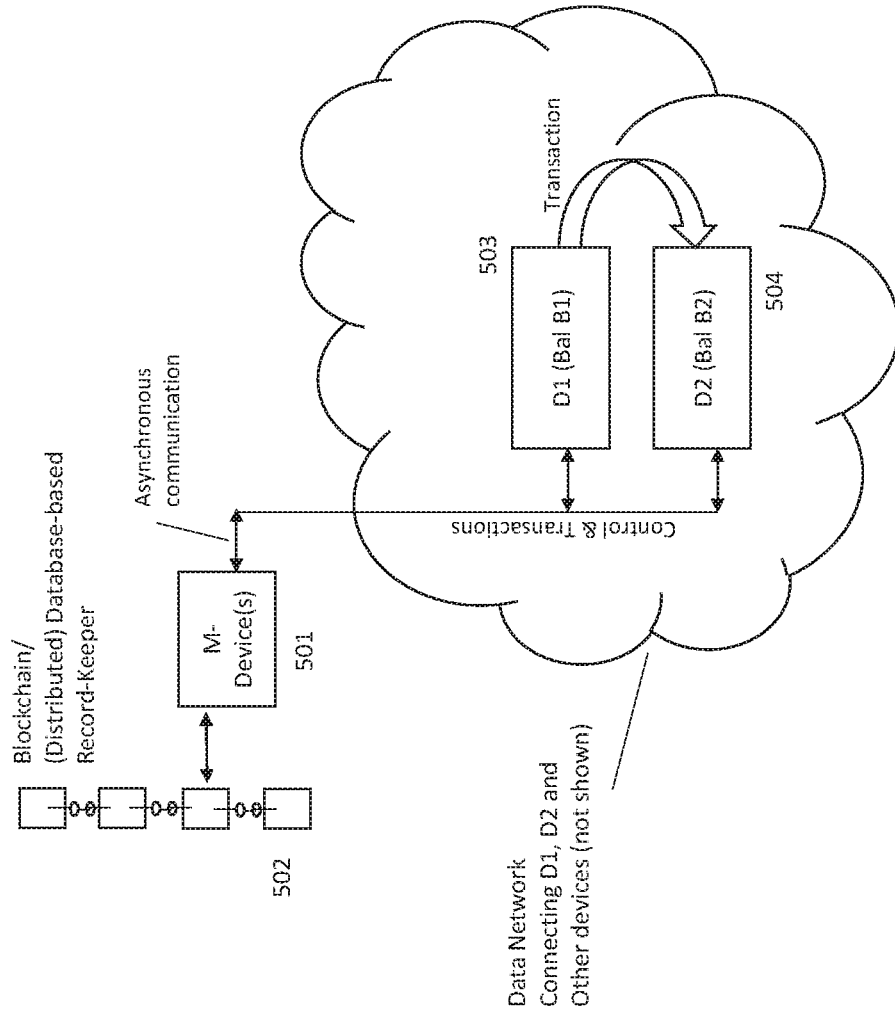 Blockchain/
(Distributed) Database-based
Record-Keeper
502
M-
Device(s)
501
Asynchronous
communication
Control & Transactions
D1 (Bal B1)
503
Transaction
D2 (Bal B2)
504
Data Network
Connecting D1, D2 and
Other devices (not shown)